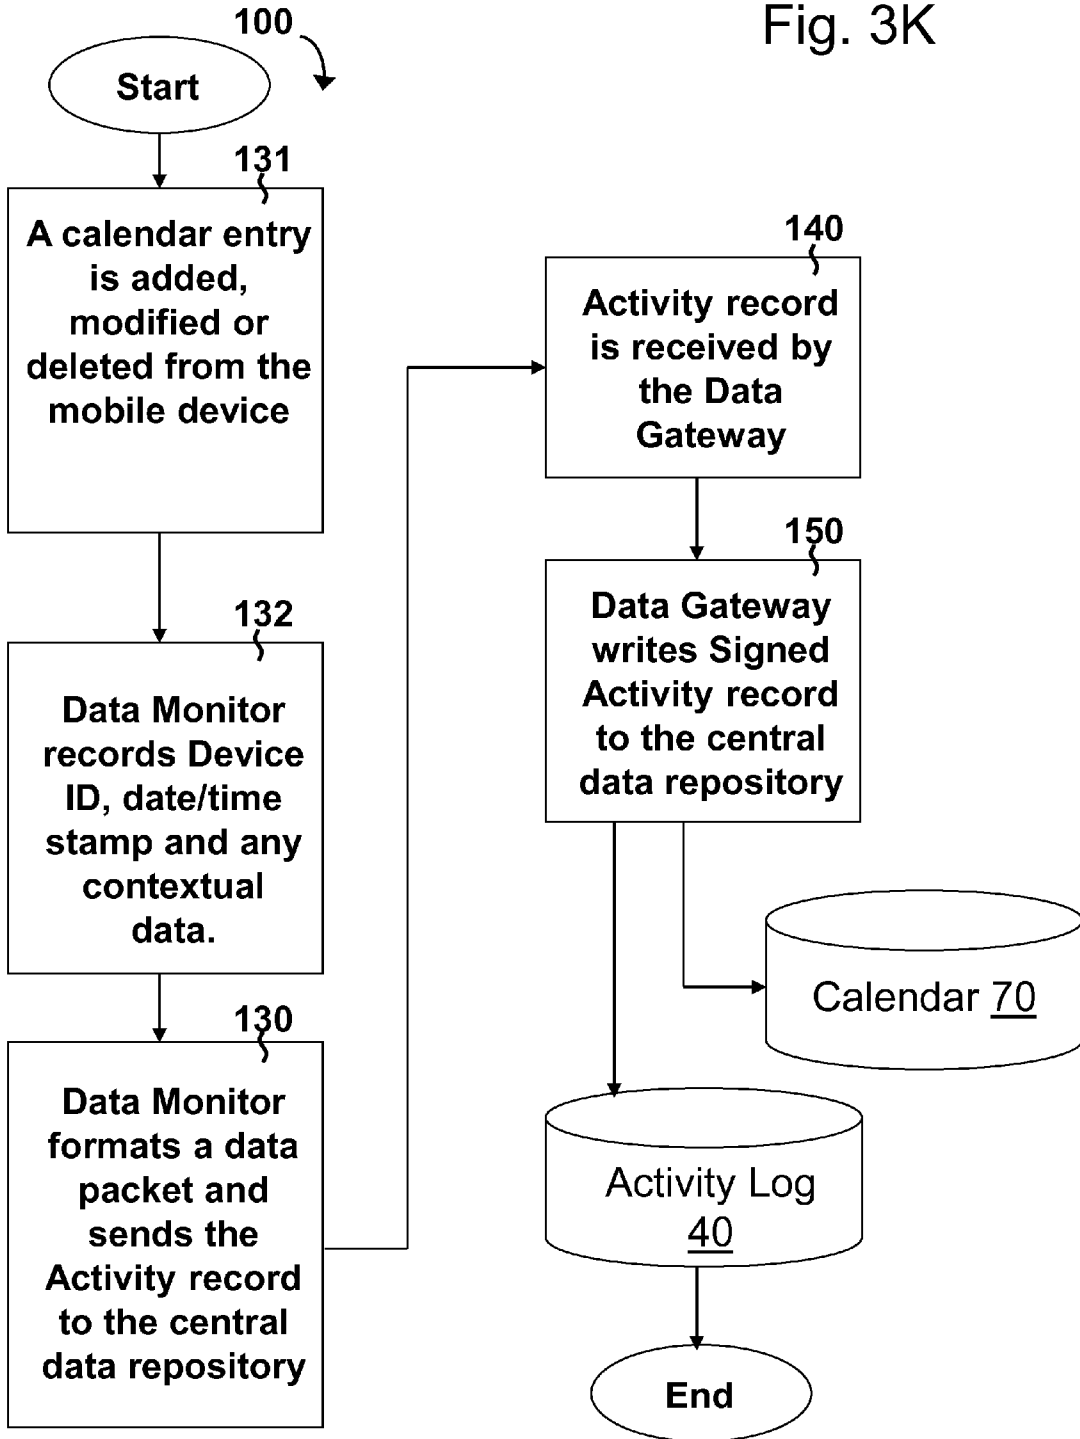 Fig. 3K
100
Start
131
A calendar entry
is added,
modified or
deleted from the
mobile device
132
Data Monitor
records Device
ID, date/time
stamp and any
contextual
data.
130
Data Monitor
formats a data
packet and
sends the
Activity record
to the central
data repository
140
Activity record
is received by
the Data
Gateway
150
Data Gateway
writes Signed
Activity record
to the central
data repository
Calendar 70
Activity Log
40
End